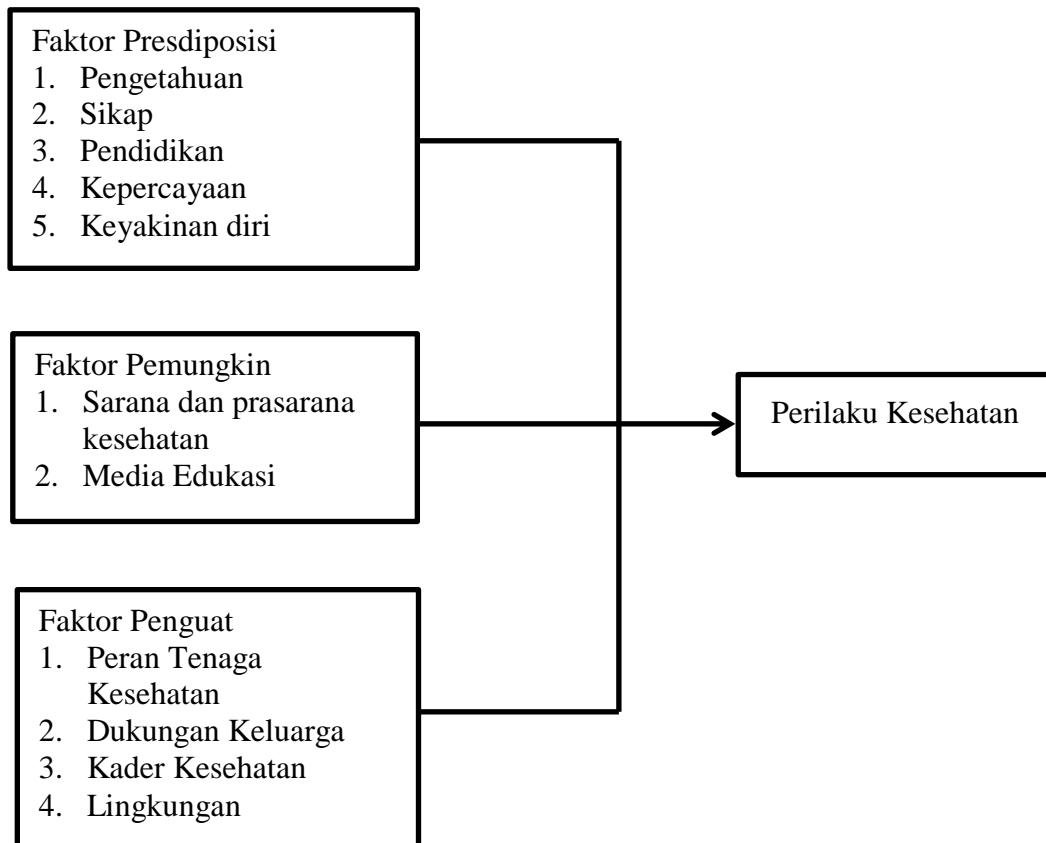 Faktor Presdiposisi
1. Pengetahuan
2. Sikap
3. Pendidikan
4. Kepercayaan
5. Keyakinan diri
Faktor Pemungkin
1. Sarana dan prasarana
kesehatan
2. Media Edukasi
Perilaku Kesehatan
Faktor Penguat
1. Peran Tenaga
Kesehatan
2. Dukungan Keluarga
3. Kader Kesehatan
4. Lingkungan